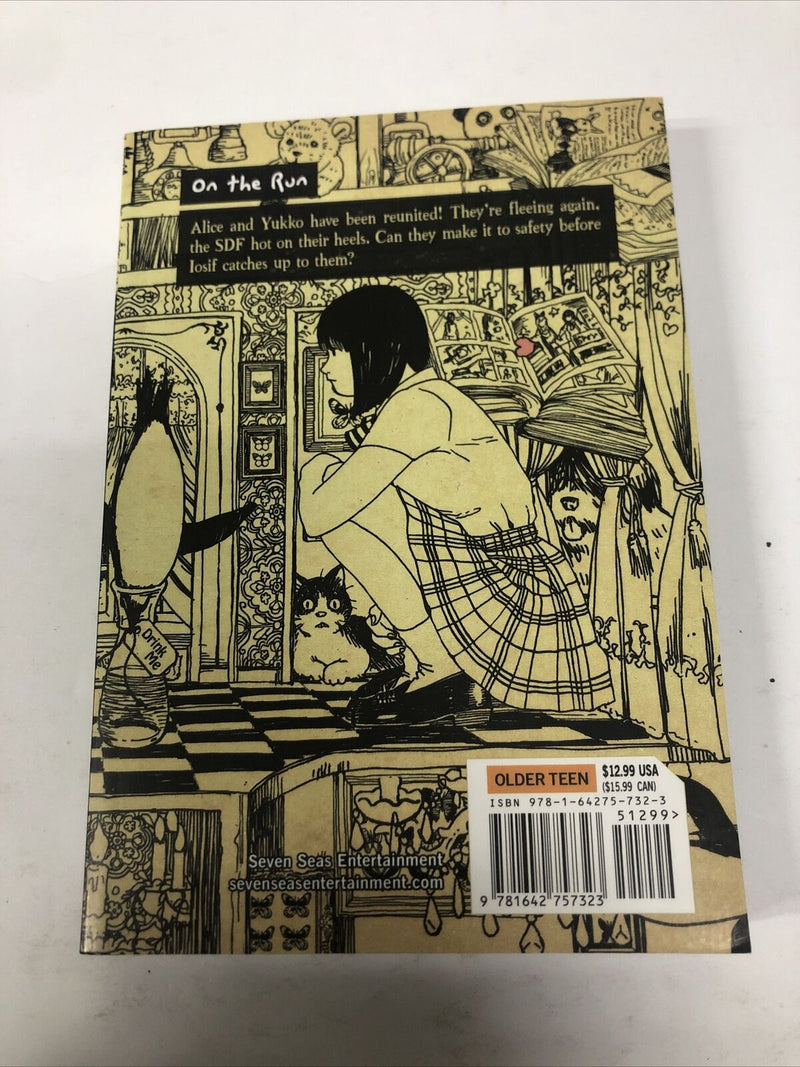 On the Run
Alice and Yukko have been reunited! They're fleeing again,
the SDF hot on their heels. Can they make it to safety before
Iosif catches up to them?
Drink
Me
OLDER TEEN
$12.99 USA
($15.99 CAN)
ISBN 978-1-64275-732-3
51299>
Seven Seas Entertainment
sevenseasentertainment.com
9 781642 757323